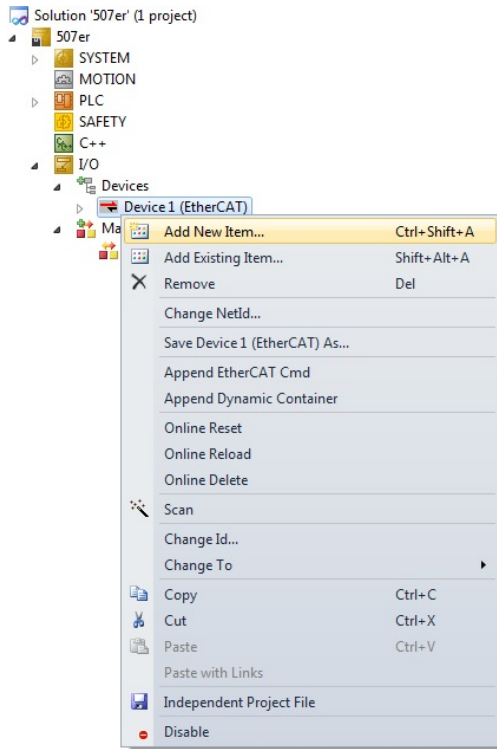 Solution '507er' (1 project)
507er
SYSTEM
MOTION
PLC
SAFETY
C++
I/O
Devices
Device 1 (EtherCAT)
Ma
Add New Item... Ctrl+Shift+A
Add Existing Item... Shift+Alt+A
Remove Del
Change NetId...
Save Device 1 (EtherCAT) As...
Append EtherCAT Cmd
Append Dynamic Container
Online Reset
Online Reload
Online Delete
Scan
Change Id...
Change To
Copy Ctrl+C
Cut Ctrl+X
Paste Ctrl+V
Paste with Links
Independent Project File
Disable